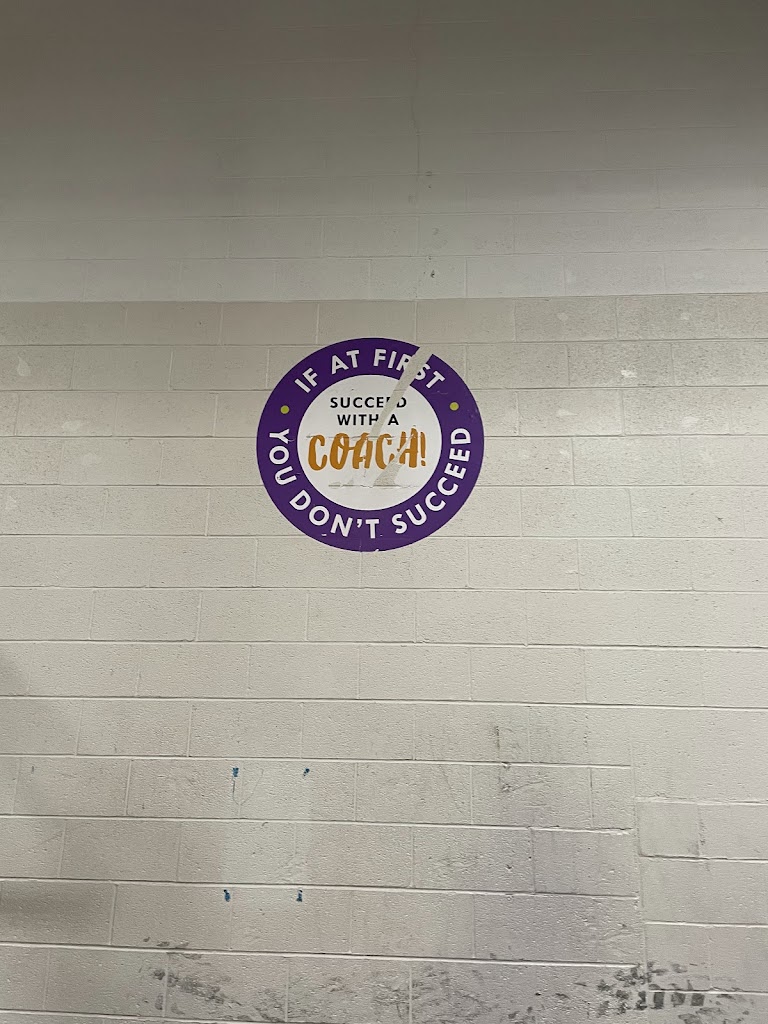 IF AT FIRST
YOU DON'T SUCCEED
SUCCEED
WITH A
COACH!